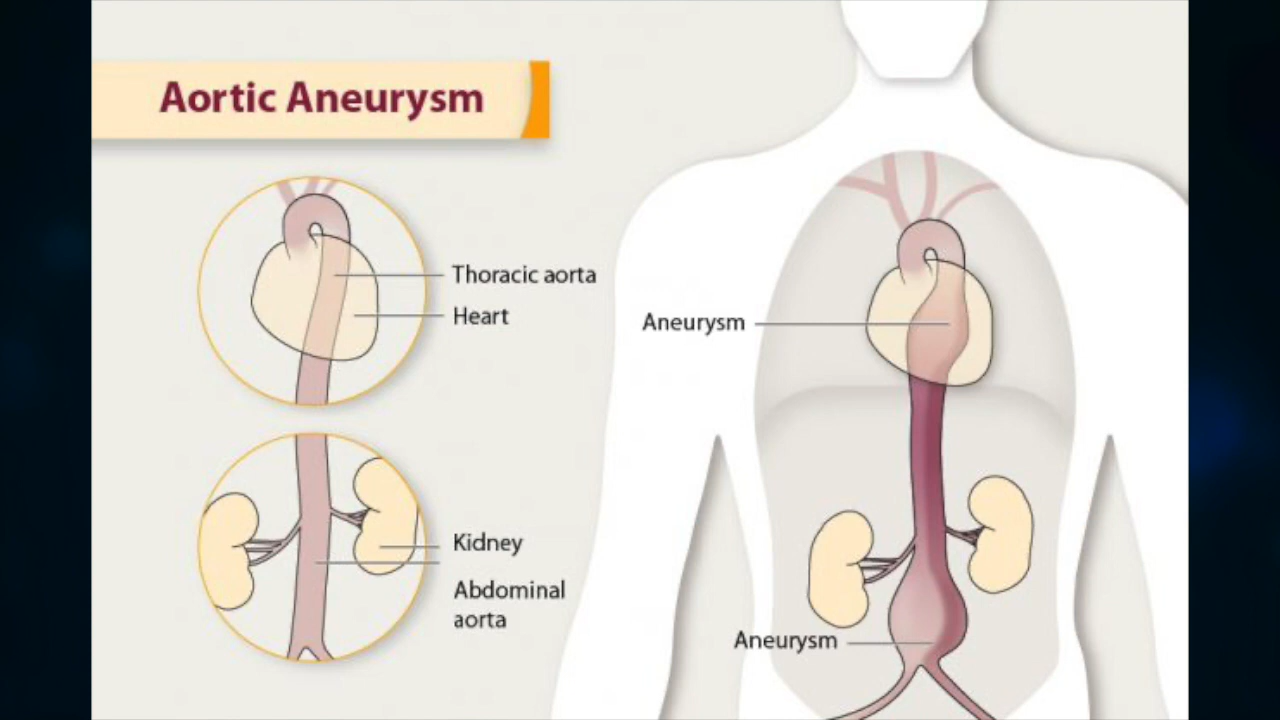 Aortic Aneurysm
Thoracic aorta
Heart
Kidney
Abdominal
aorta
Aneurysm
Aneurysm